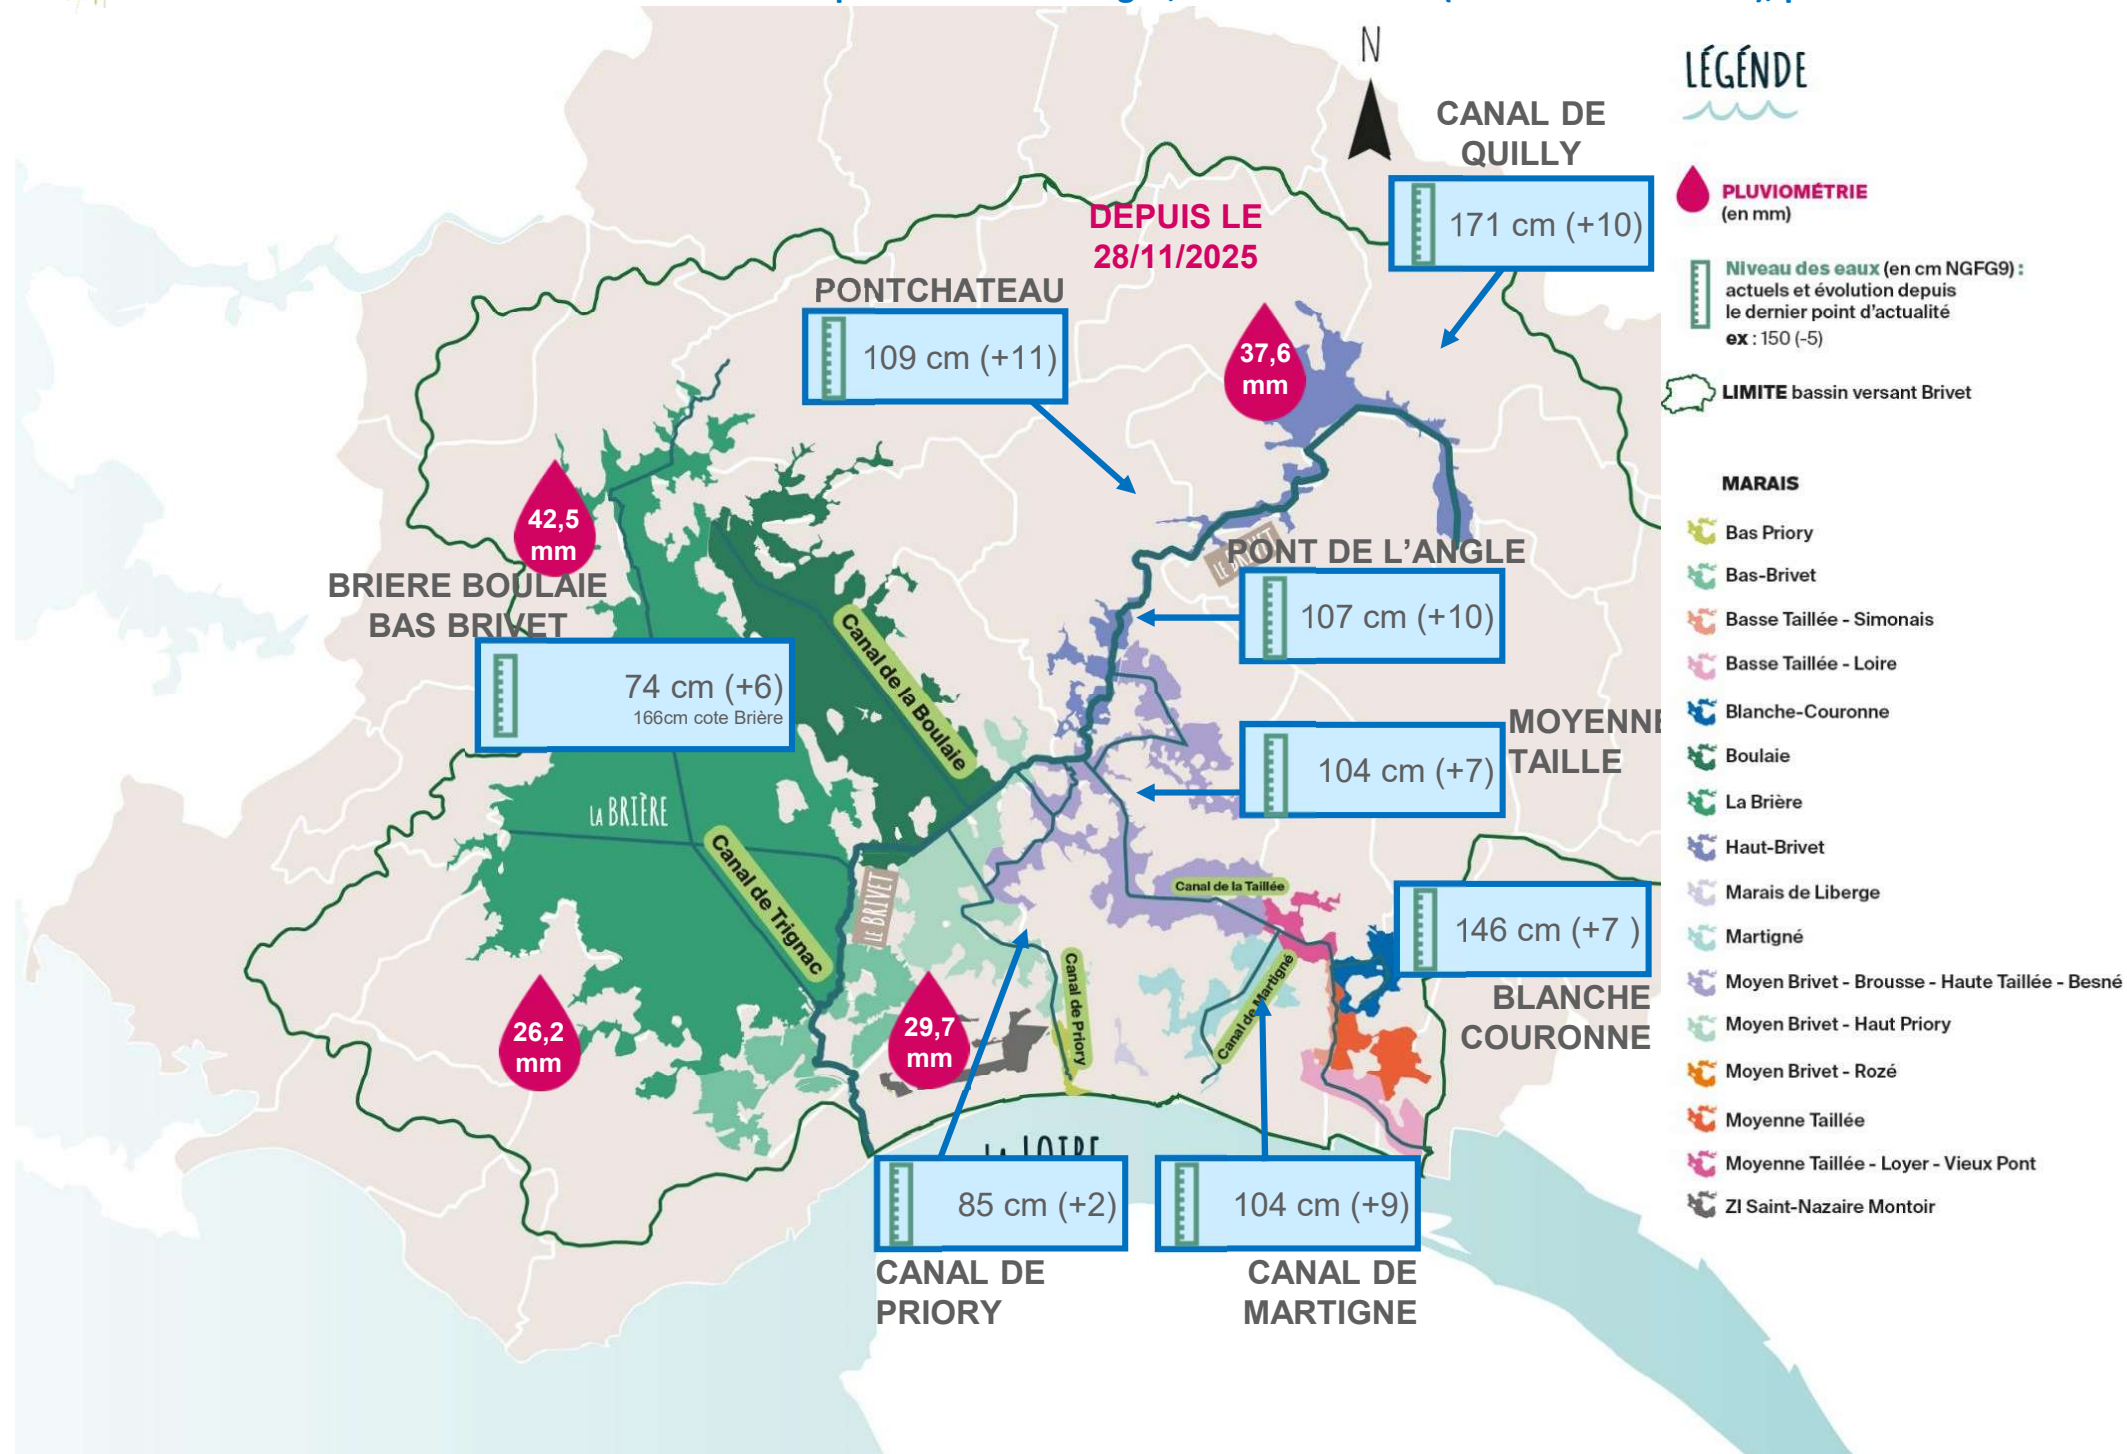 N
CANAL DE
QUILLY
171 cm (+10)
DEPUIS LE
28/11/2025
PONTCHATEAU
109 cm (+11)
37,6
mm
42,5
mm
BRIERE BOULAIE
BAS BRIVET
74 cm (+6)
166cm cote Brière
LE BRIVET
PONT DE L’ANGLE
107 cm (+10)
Canal de la Boulaie
MOYENNE
TAILLE
104 cm (+7)
LA BRIÈRE
Canal de Trignac
LE BRIVET
Canal de la Taillée
146 cm (+7 )
BLANCHE
COURONNE
Canal de Priory
Canal de Martigné
26,2
mm
29,7
mm
LA LOIRE
85 cm (+2)
CANAL DE
PRIORY
104 cm (+9)
CANAL DE
MARTIGNE
LÉGÉNDE
PLUVIOMÉTRIE
(en mm)
Niveau des eaux (en cm NGFG9) :
actuels et évolution depuis
le dernier point d'actualité
ex : 150 (-5)
LIMITE bassin versant Brivet
MARAIS
Bas Priory
Bas-Brivet
Basse Taillée - Simonais
Basse Taillée - Loire
Blanche-Couronne
Boulaie
La Brière
Haut-Brivet
Marais de Liberge
Martigné
Moyen Brivet - Brousse - Haute Taillée - Besné
Moyen Brivet - Haut Priory
Moyen Brivet - Rozé
Moyenne Taillée
Moyenne Taillée - Loyer - Vieux Pont
ZI Saint-Nazaire Montoir